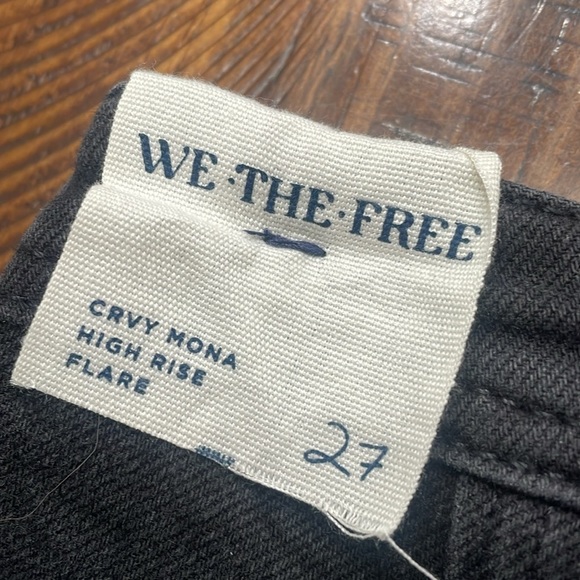 WE·THE·FREE
CRVY MONA
HIGH RISE
FLARE
27